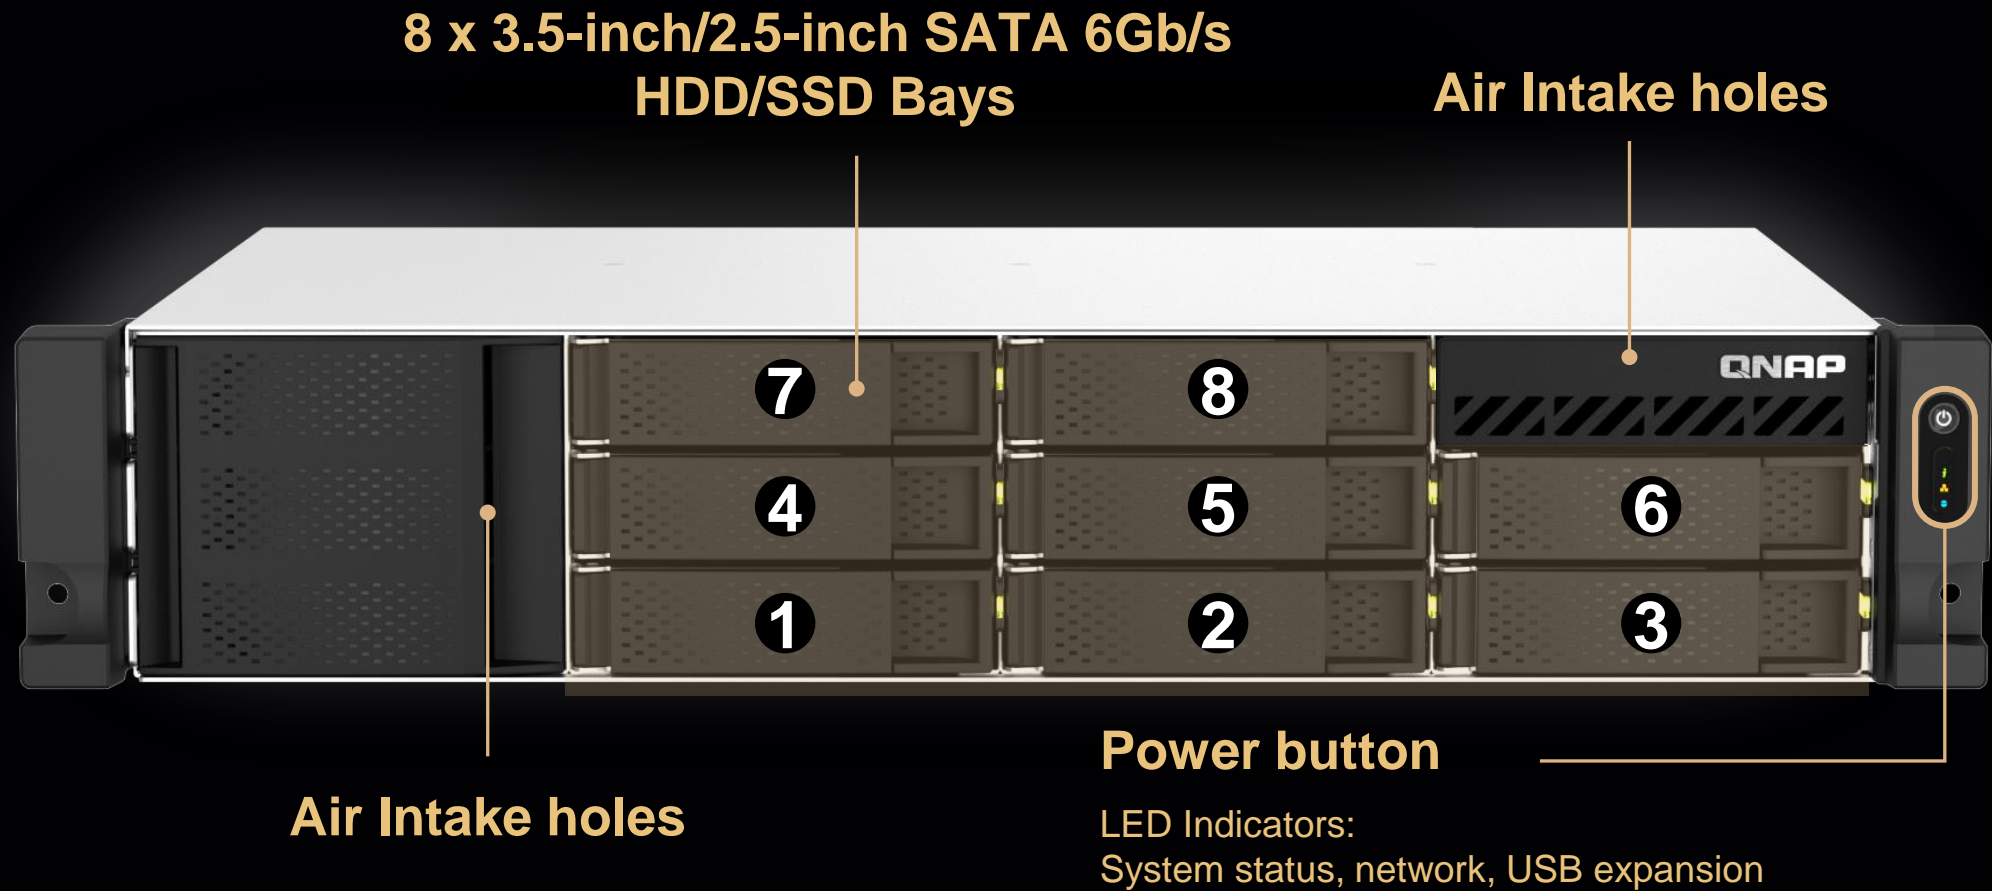 8 x 3.5-inch/2.5-inch SATA 6Gb/s
HDD/SSD Bays
Air Intake holes
QNAP
7
8
4
5
6
1
2
3
Power button
Air Intake holes
LED Indicators:
System status, network, USB expansion